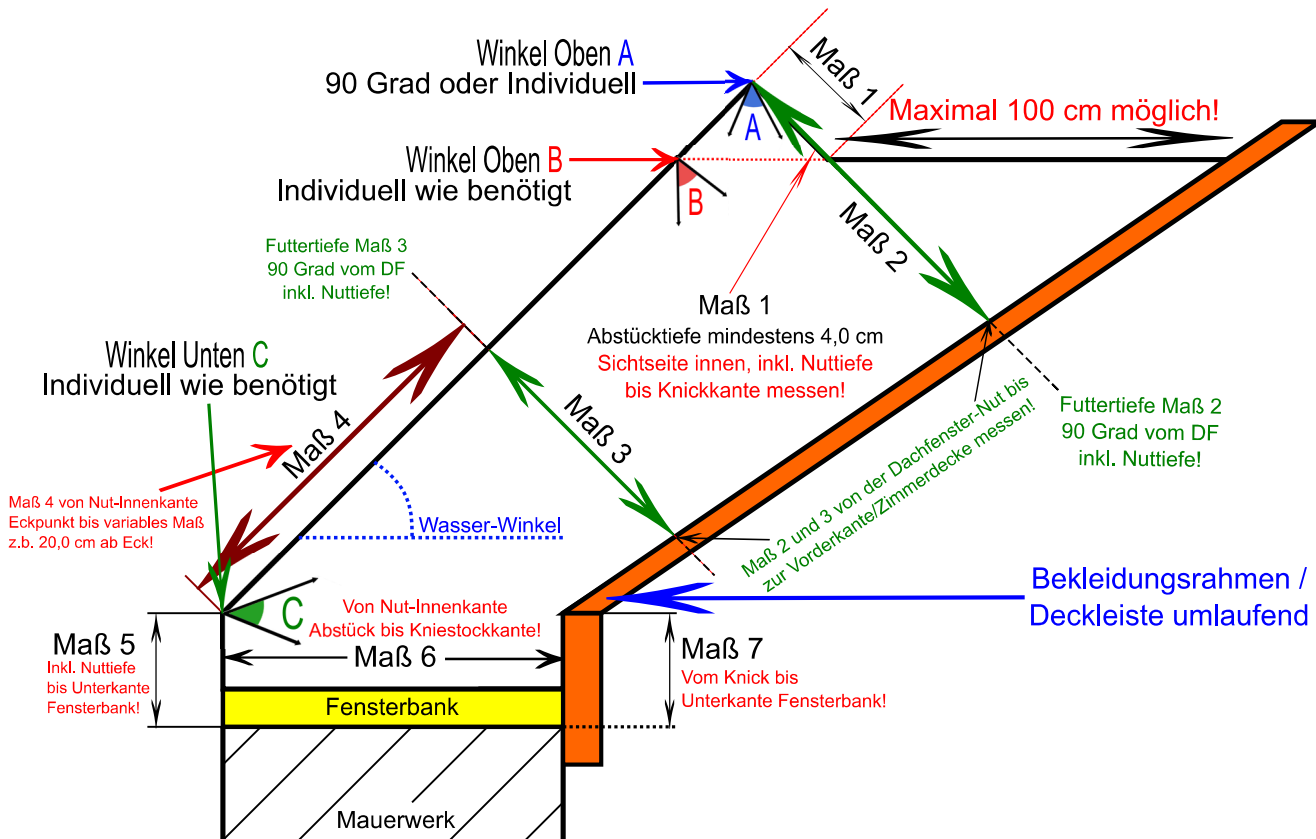 Winkel Oben A
90 Grad oder Individuell
A
Maß 1
Maximal 100 cm möglich!
Winkel Oben B
Individuell wie benötigt
B
Maß 2
Futtertiefe Maß 3
90 Grad vom DF
inkl. Nuttiefe!
Maß 1
Abstücktiefe mindestens 4,0 cm
Sichtseite innen, inkl. Nuttiefe
bis Knickkante messen!
Winkel Unten C
Individuell wie benötigt
Maß 4
Maß 3
Futtertiefe Maß 2
90 Grad vom DF
inkl. Nuttiefe!
Maß 2 und 3 von der Dachfenster-Nut bis
zur Vorderkante/Zimmerdecke messen!
Maß 4 von Nut-Innenkante
Eckpunkt bis variables Maß
z.b. 20,0 cm ab Eck!
Wasser-Winkel
C
Von Nut-Innenkante
Abstück bis Kniestockkante!
Bekleidungsrahmen /
Deckleiste umlaufend
Maß 5
Inkl. Nuttiefe
bis Unterkante
Fensterbank!
Maß 6
Maß 7
Vom Knick bis
Unterkante Fensterbank!
Fensterbank
Mauerwerk